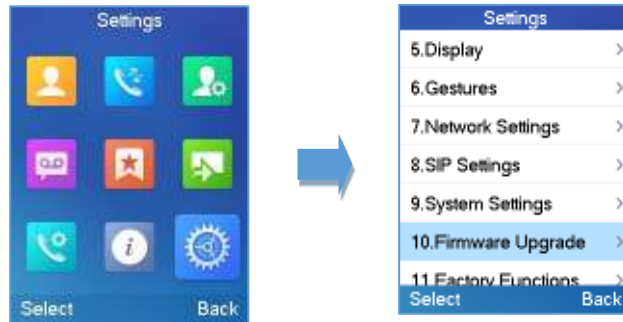 Settings
Select Back
Settings
5.Display
6.Gestures
7.Network Settings
8.SIP Settings
9.System Settings
10.Firmware Upgrade
11.Factory Functions
Select Back